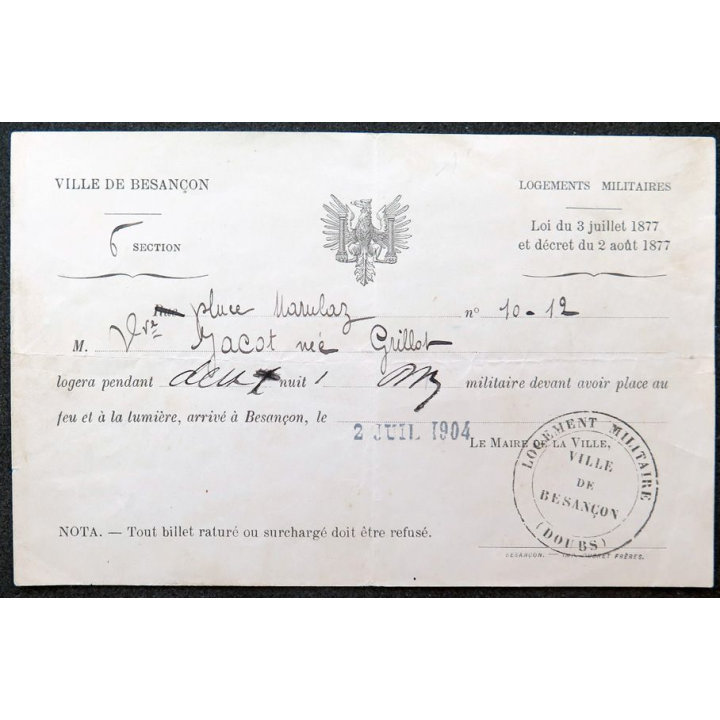 VILLE DE BESANÇON
6 SECTION
LOGEMENTS MILITAIRES
Loi du 3 juillet 1877
et décret du 2 août 1877
Rue place Marulaz nº 10-12
M. Vve Jacot née Grillot
logera pendant deux nuit militaire devant avoir place au
feu et à la lumière, arrivé à Besançon, le 2 JUIL 1904
LE MAIRE DE LA VILLE,
LOGEMENT MILITAIRE
VILLE
DE
BESANÇON
(DOUBS)
NOTA. — Tout billet raturé ou surchargé doit être refusé.
BESANÇON. — FRÈRES.